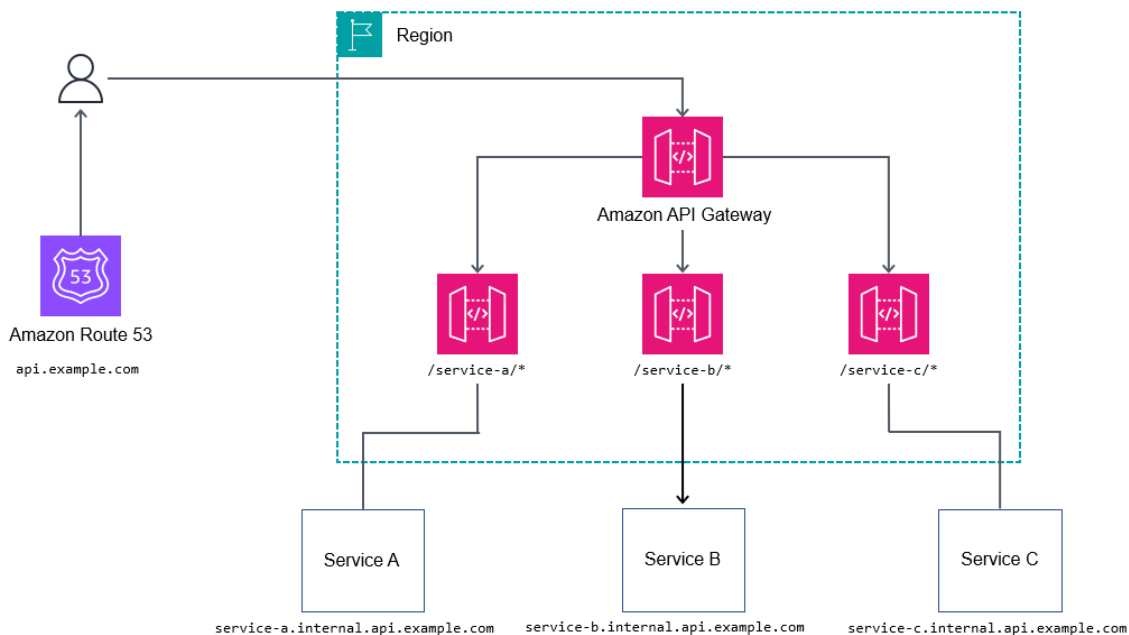 Region
Amazon API Gateway
53
Amazon Route 53
api.example.com
</>
</>
</>
</>
/service-a/*
/service-b/*
/service-c/*
Service A
Service B
Service C
service-a.internal.api.example.com
service-b.internal.api.example.com
service-c.internal.api.example.com